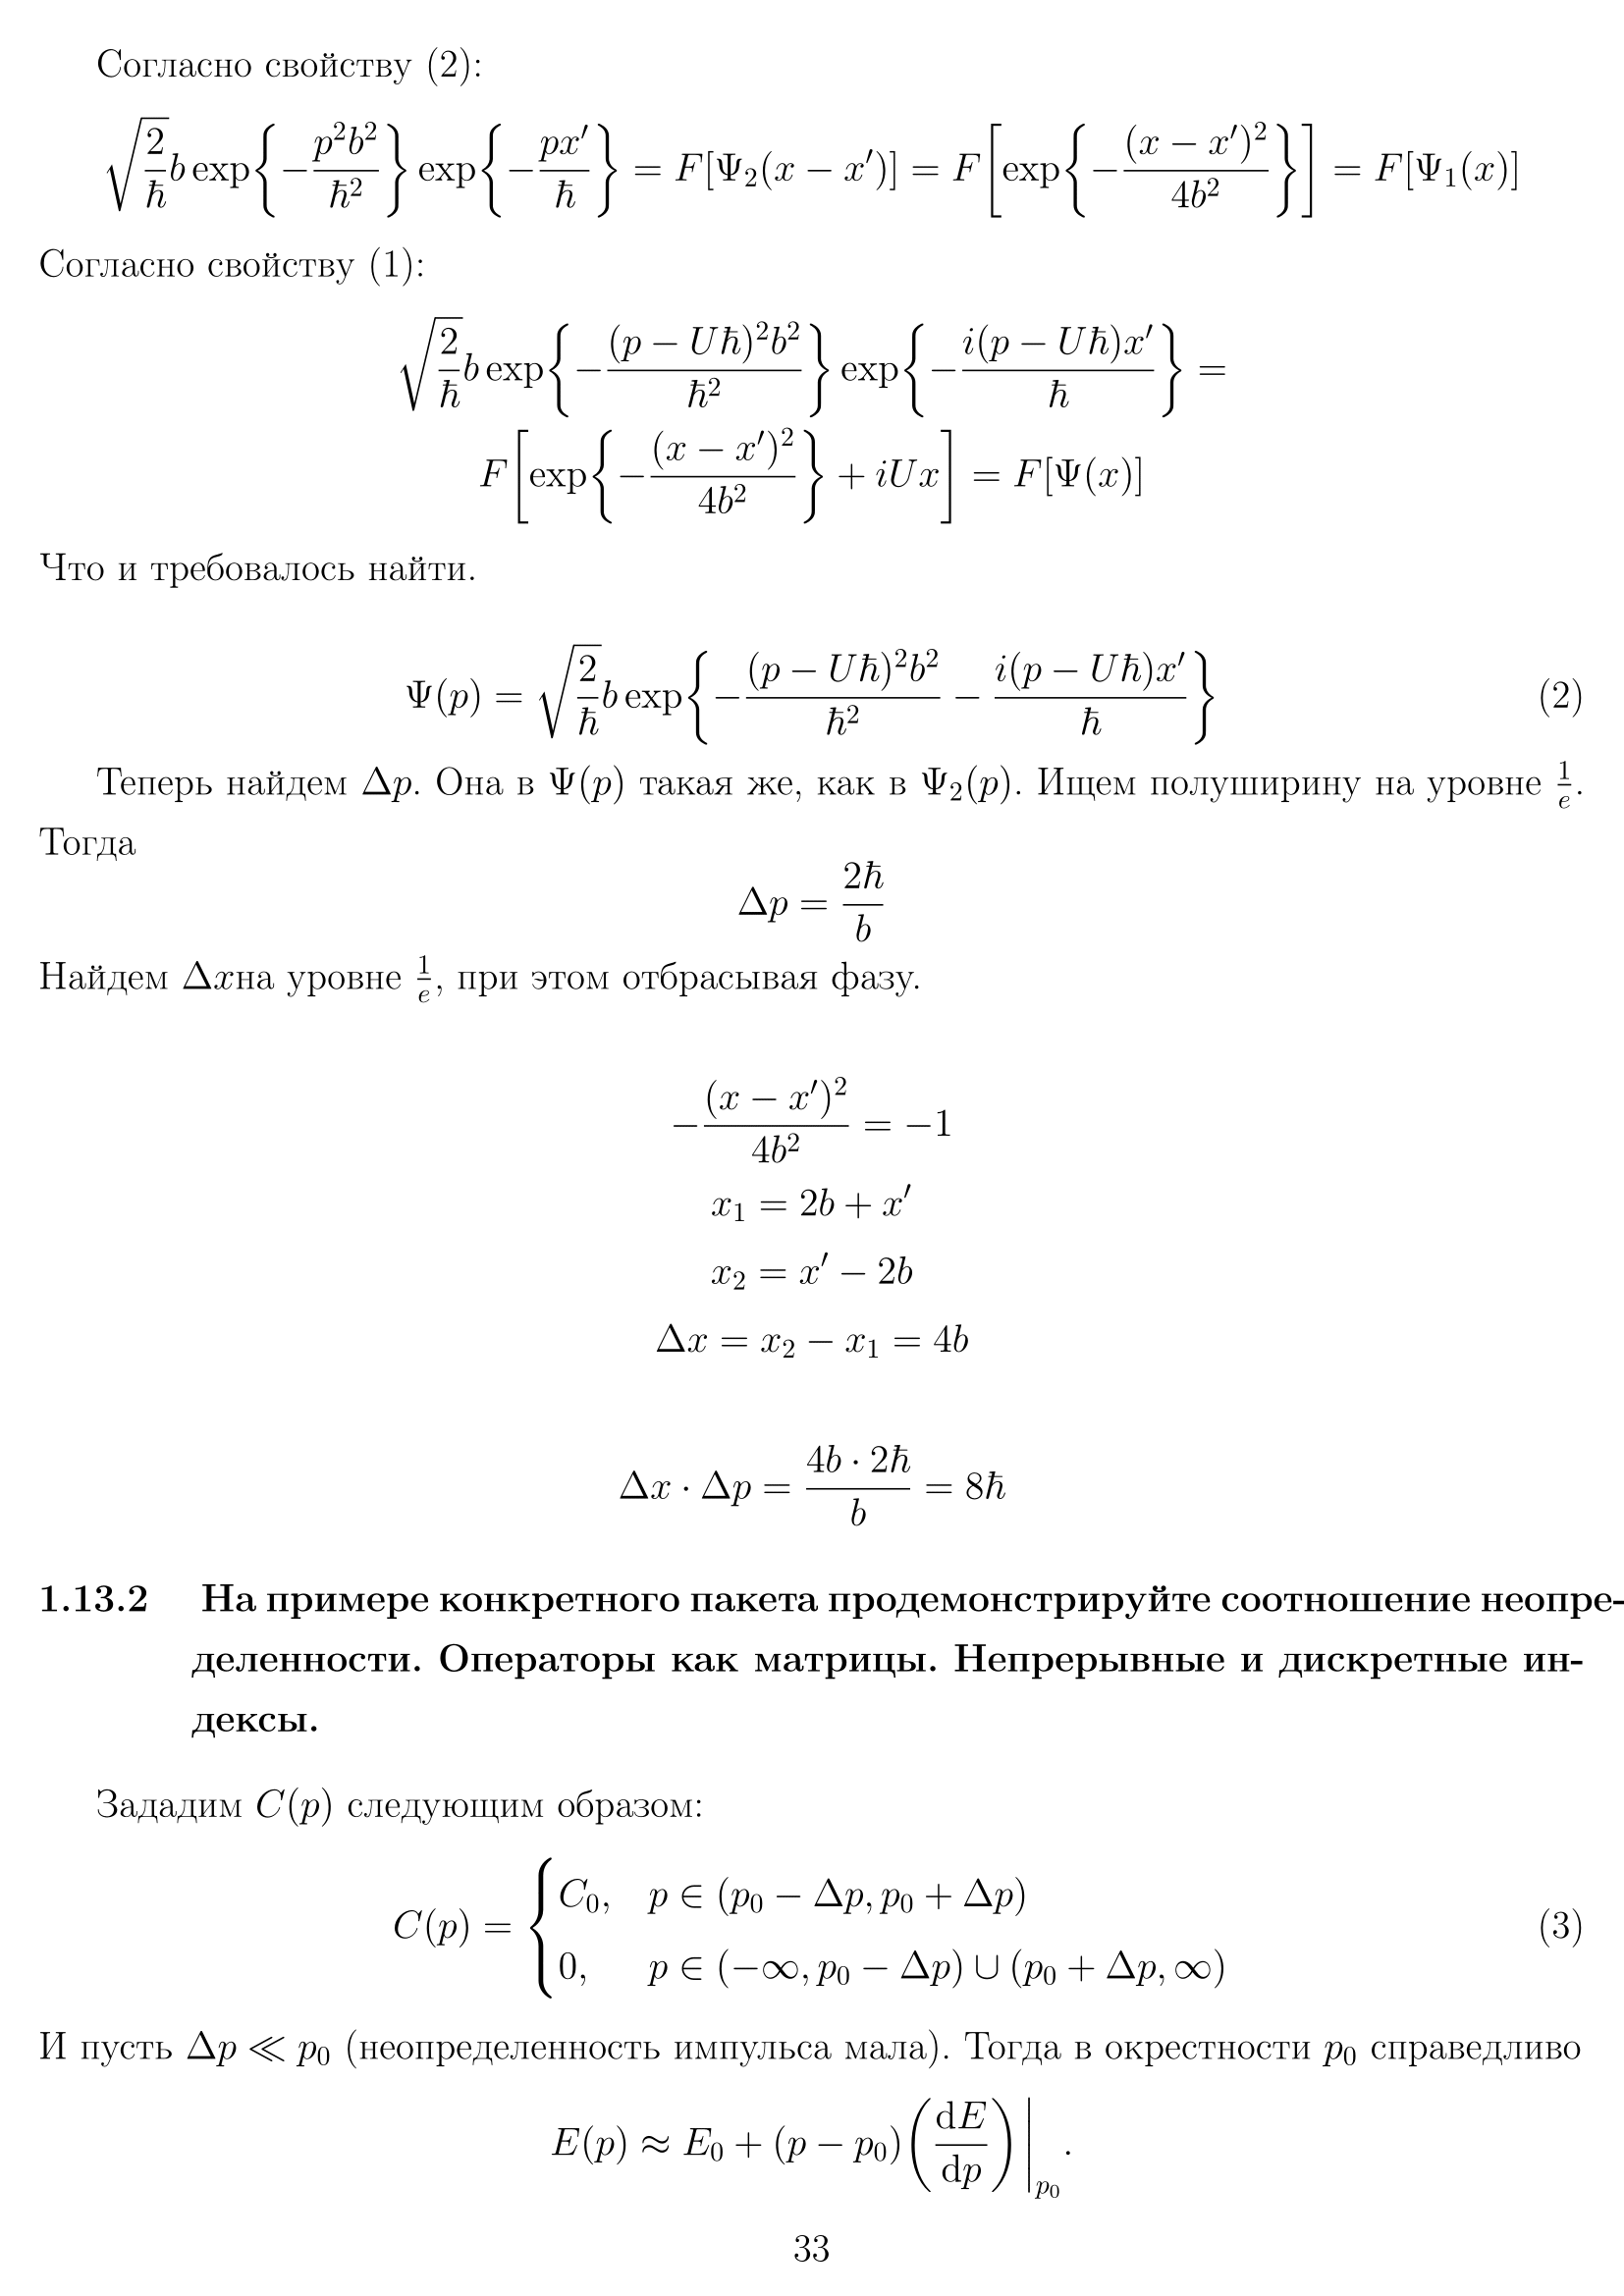 Согласно свойству (2):
$$\sqrt{\frac{2}{\hbar}} b \exp\left\{-\frac{p^2b^2}{\hbar^2}\right\} \exp\left\{-\frac{px'}{\hbar}\right\} = F[\Psi_2(x-x')] = F\left[\exp\left\{-\frac{(x-x')^2}{4b^2}\right\}\right] = F[\Psi_1(x)]$$
Согласно свойству (1):
$$\sqrt{\frac{2}{\hbar}} b \exp\left\{-\frac{(p-U\hbar)^2b^2}{\hbar^2}\right\} \exp\left\{-\frac{i(p-U\hbar)x'}{\hbar}\right\} =$$
$$F\left[\exp\left\{-\frac{(x-x')^2}{4b^2}\right\} + iUx\right] = F[\Psi(x)]$$
Что и требовалось найти.
$$\Psi(p) = \sqrt{\frac{2}{\hbar}} b \exp\left\{-\frac{(p-U\hbar)^2b^2}{\hbar^2} - \frac{i(p-U\hbar)x'}{\hbar}\right\}$$ (2)
Теперь найдем $\Delta p$. Она в $\Psi(p)$ такая же, как в $\Psi_2(p)$. Ищем полуширину на уровне $\frac{1}{e}$.
Тогда
$$\Delta p = \frac{2\hbar}{b}$$
Найдем $\Delta x$на уровне $\frac{1}{e}$, при этом отбрасывая фазу.
$$-\frac{(x-x')^2}{4b^2} = -1$$
$$x_1 = 2b + x'$$
$$x_2 = x' - 2b$$
$$\Delta x = x_2 - x_1 = 4b$$
$$\Delta x \cdot \Delta p = \frac{4b \cdot 2\hbar}{b} = 8\hbar$$
1.13.2 На примере конкретного пакета продемонстрируйте соотношение неопре-
деленности. Операторы как матрицы. Непрерывные и дискретные ин-
дексы.
Зададим $C(p)$ следующим образом:
$$C(p) = \begin{cases} C_0, & p \in (p_0 - \Delta p, p_0 + \Delta p) \\ 0, & p \in (-\infty, p_0 - \Delta p) \cup (p_0 + \Delta p, \infty) \end{cases}$$ (3)
И пусть $\Delta p \ll p_0$ (неопределенность импульса мала). Тогда в окрестности $p_0$ справедливо
$$E(p) \approx E_0 + (p - p_0)\left(\frac{\mathrm{d}E}{\mathrm{d}p}\right)\bigg|_{p_0}.$$
33